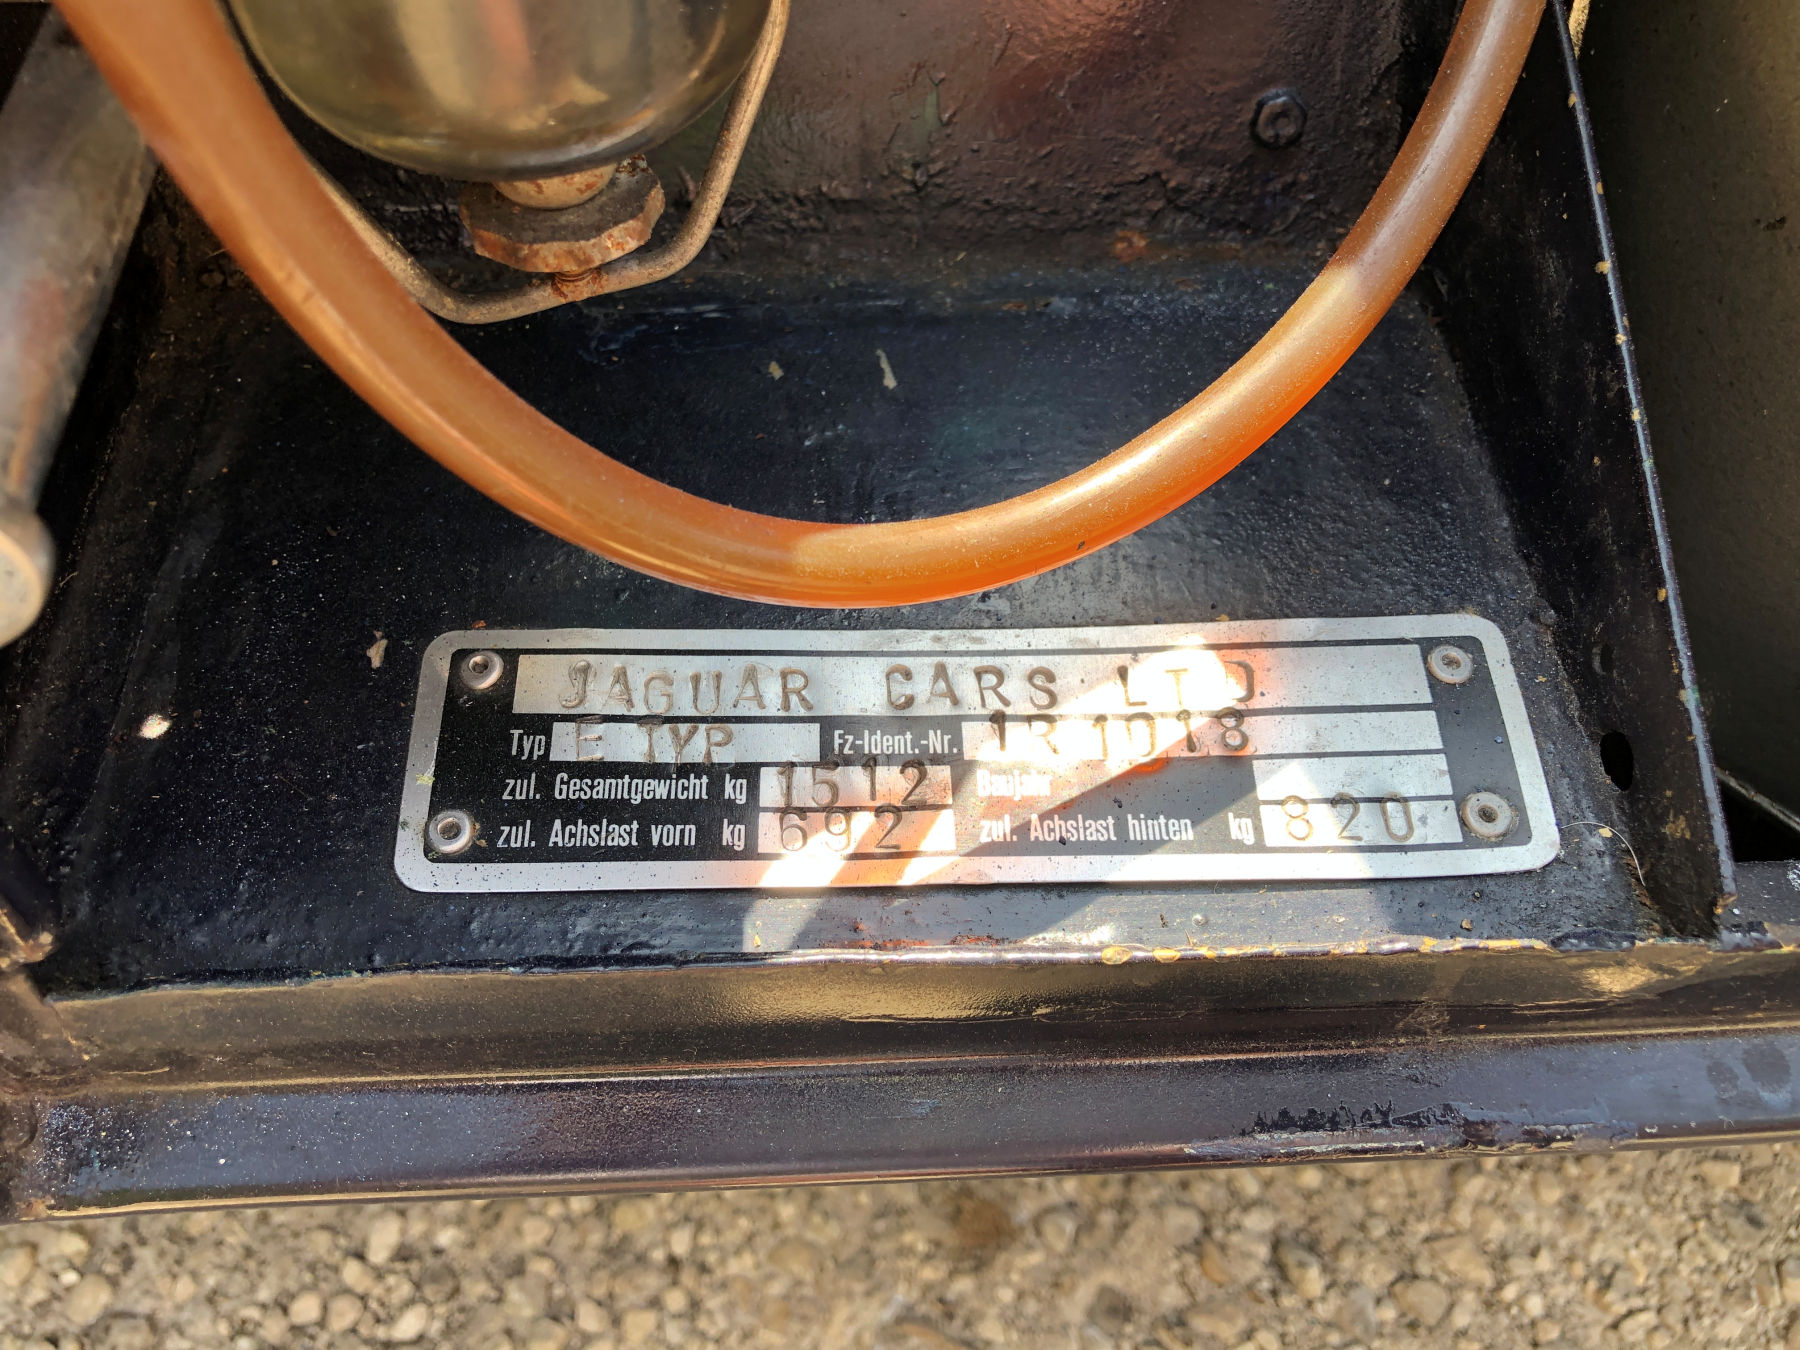 JAGUAR CARS LTD
Typ E TYP Fz-Ident.-Nr. 1R 1018
zul. Gesamtgewicht kg 1512 Baujahr
zul. Achslast vorn kg 692 zul. Achslast hinten kg 820